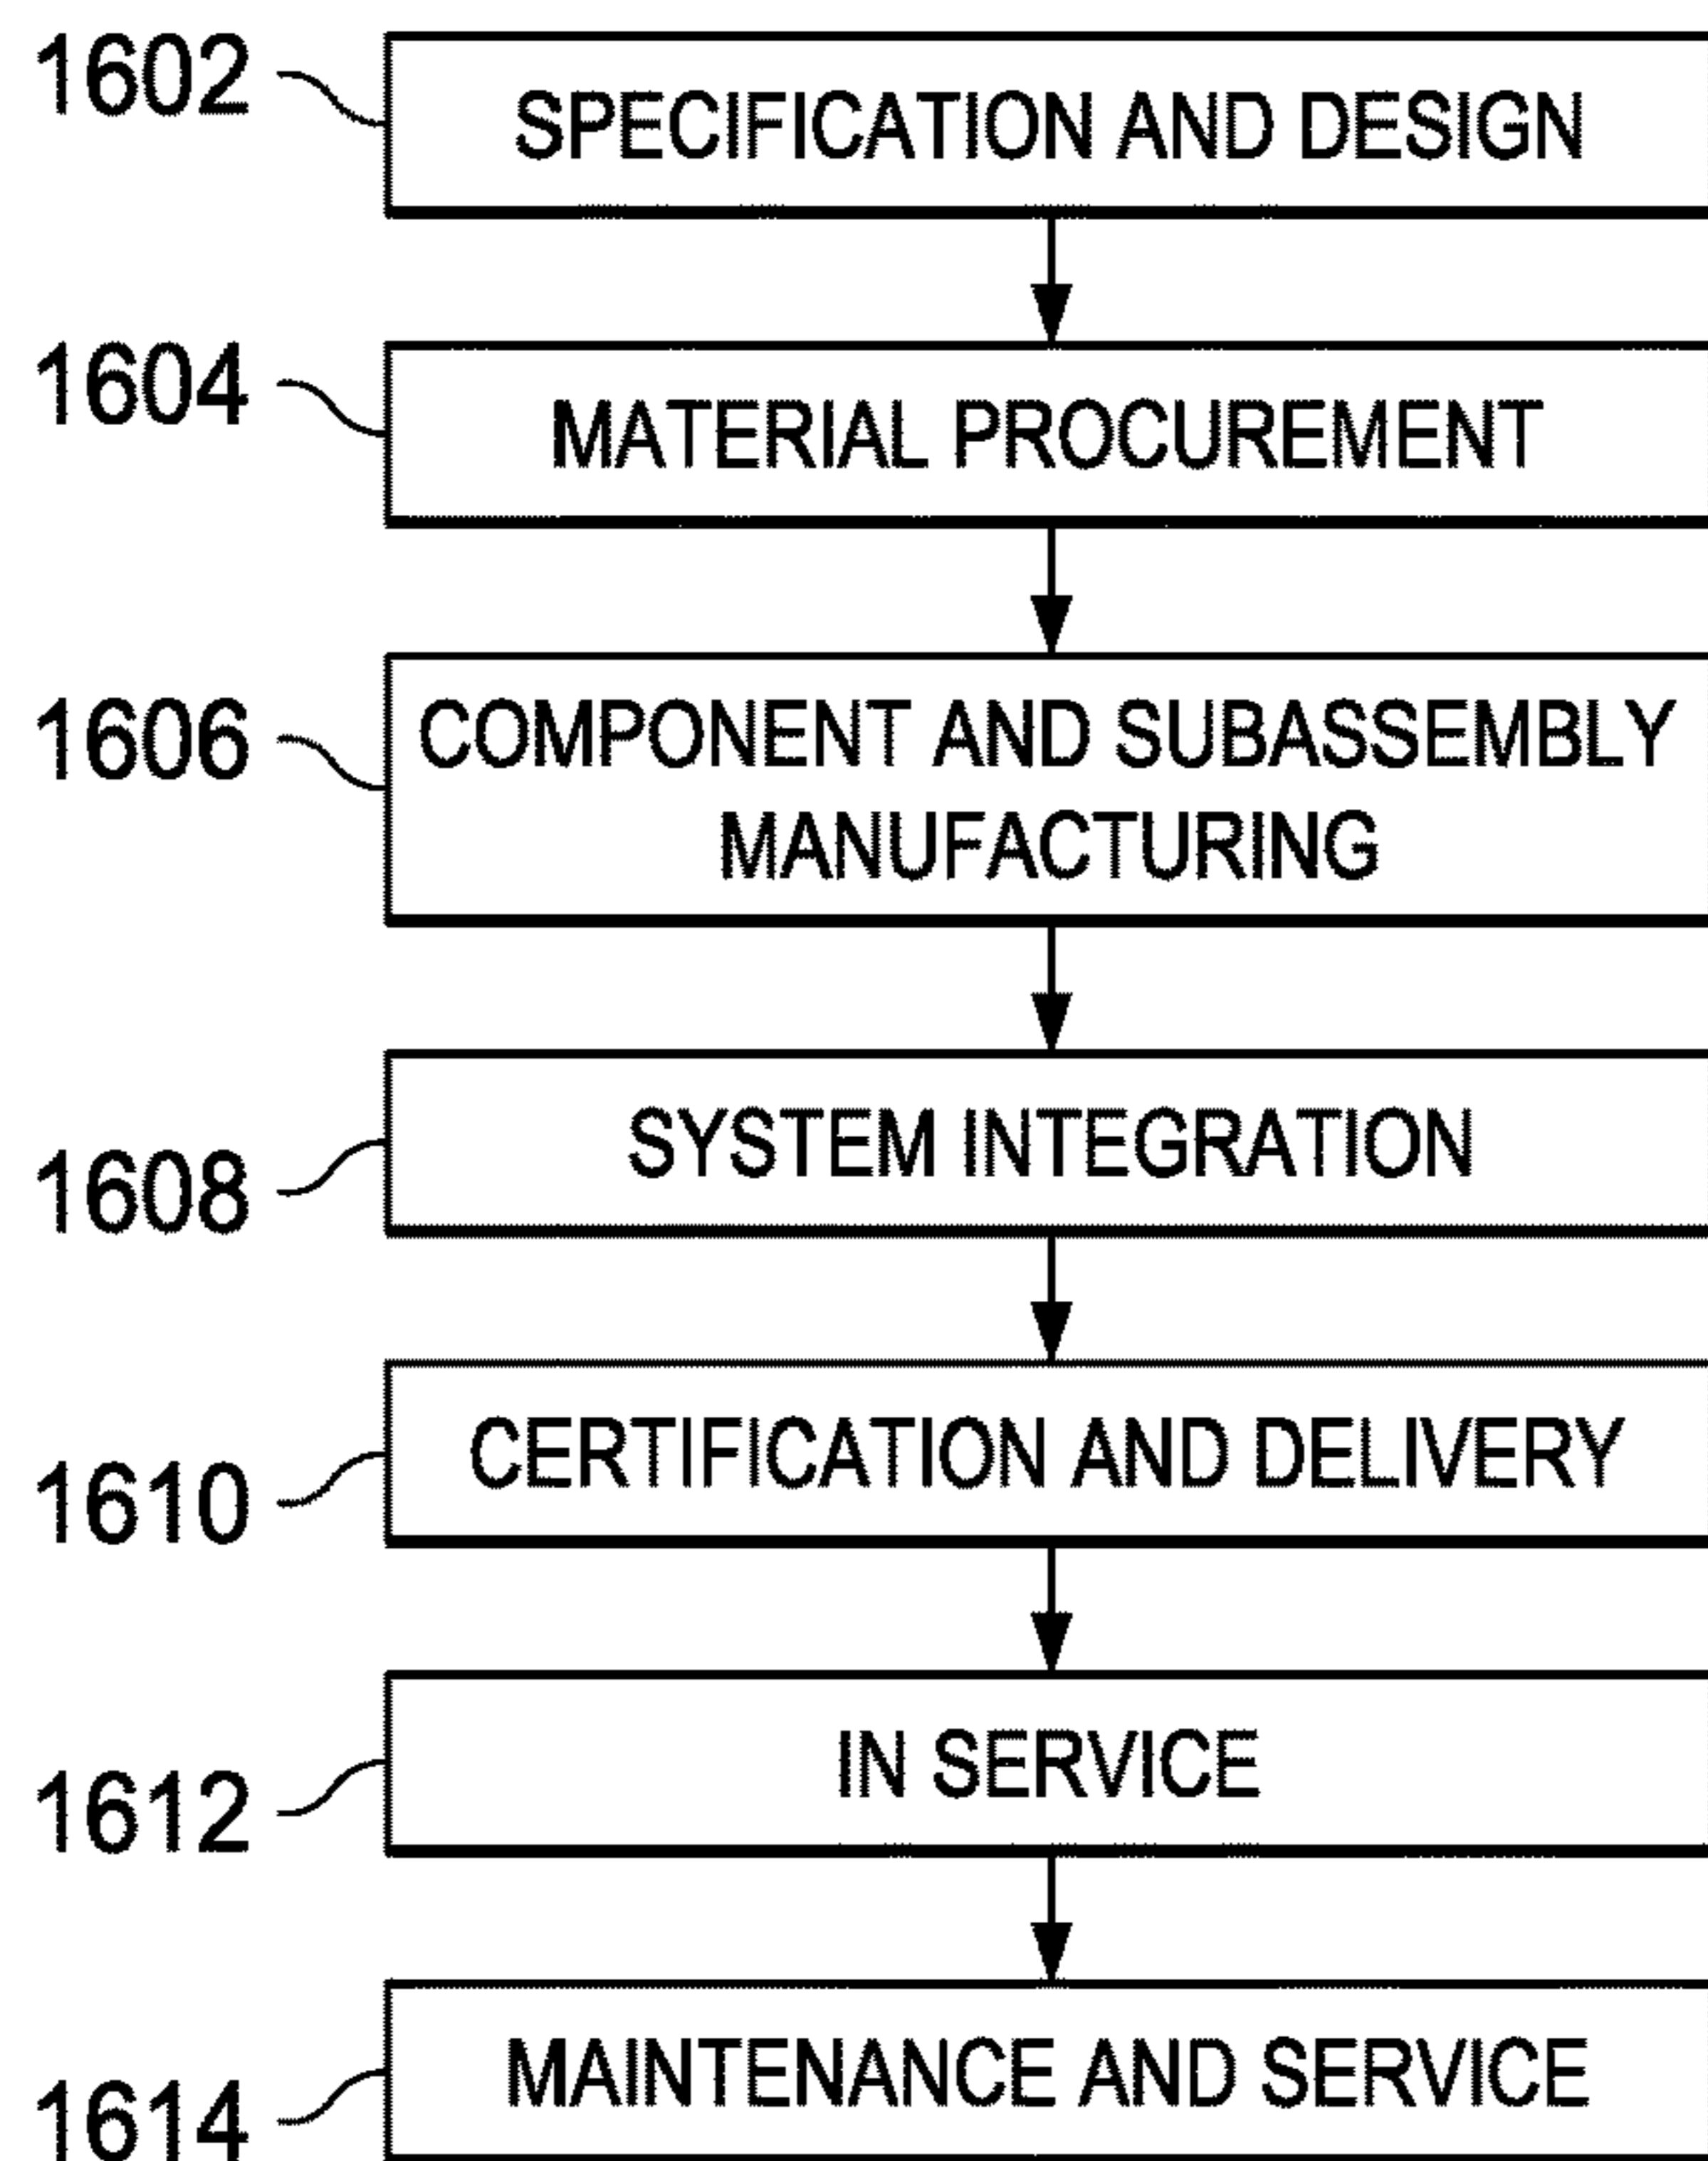 1602
SPECIFICATION AND DESIGN
1604
MATERIAL PROCUREMENT
1606
COMPONENT AND SUBASSEMBLY
MANUFACTURING
1608
SYSTEM INTEGRATION
1610
CERTIFICATION AND DELIVERY
1612
IN SERVICE
1614
MAINTENANCE AND SERVICE